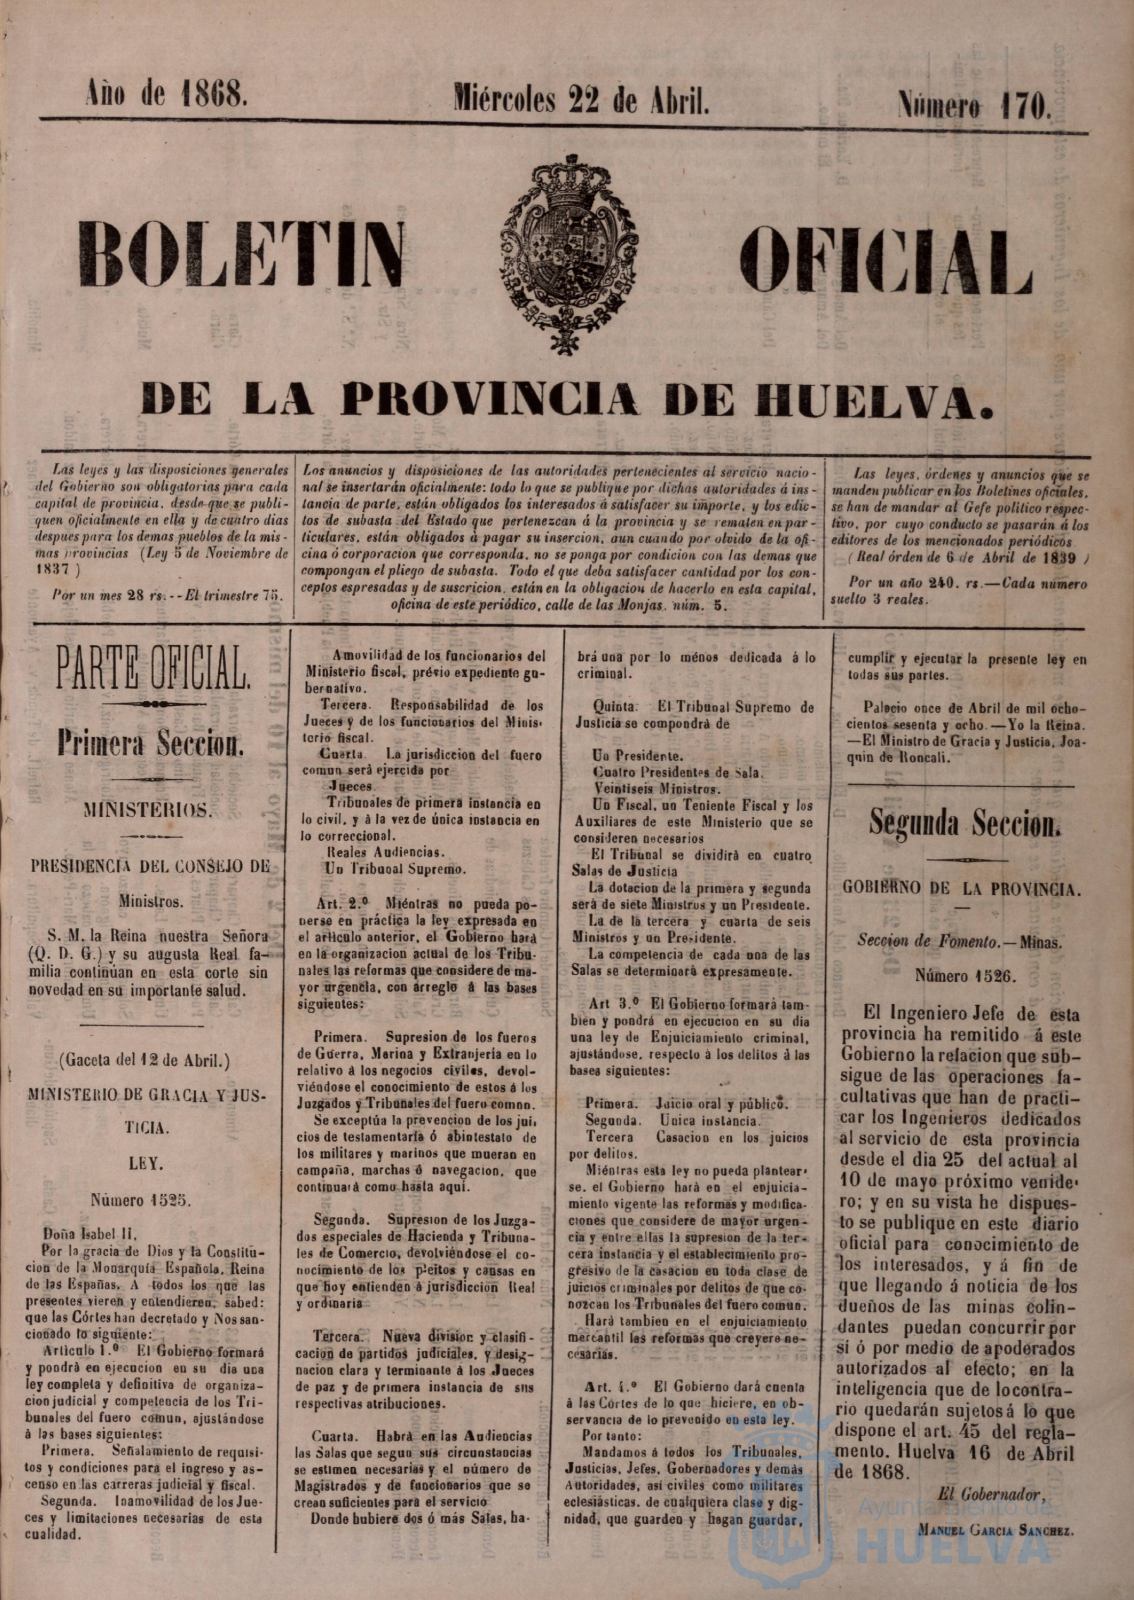 Año de 1868.
Miércoles 22 de Abril.
Número 170.
BOLETIN OFICIAL
DE LA PROVINCIA DE HUELVA.
Las leyes y las disposiciones generales
del Gobierno son obligatorias para cada
capital de provincia, desde que se publi-
quen oficialmente en ella y de cuatro dias
despues para los demas pueblos de la mis-
mas provincias (Ley 5 de Noviembre de
1837 )
Por un mes 28 rs.--El trimestre 75.
Los anuncios y disposiciones de las autoridades pertenecientes al servicio nacio-
nal se insertarán oficialmente: todo lo que se publique por dichas autoridades á ins-
tancia de parte, están obligados los interesados á satisfacer su importe, y los edic-
tos de subasta del Estado que pertenezcan á la provincia y se rematen en par-
ticulares, están obligados á pagar su insercion, aun cuando por olvido de la ofi-
cina ó corporacion que corresponda, no se ponga por condicion con las demas que
compongan el pliego de subasta. Todo el que deba satisfacer cantidad por los con-
ceptos espresadas y de suscricion, están en la obligacion de hacerlo en esta capital,
oficina de este periódico, calle de las Monjas, núm. 5.
Las leyes, órdenes y anuncios que se
manden publicar en los Boletines oficiales,
se han de mandar al Gefe politico respec-
tivo, por cuyo conducto se pasarán á los
editores de los mencionados periódicos
(Real órden de 6 de Abril de 1839 )
Por un año 240. rs.—Cada número
suelto 3 reales.
PARTE OFICIAL.
Primera Seccion.
MINISTERIOS.
PRESIDENCIA DEL CONSEJO DE
Ministros.
S. M. la Reina nuestra Señora
(Q. D. G.) y su augusta Real fa-
milia continúan en esta corte sin
novedad en su importante salud.
(Gaceta del 12 de Abril.)
MINISTERIO DE GRACIA Y JUS-
TICIA.
LEY.
Número 1525.
Doña Isabel II,
Por la gracia de Dios y la Constitu-
cion de la Monarquía Española, Reina
de las Españas. A todos los que las
presentes vieren y entendieren, sabed:
que las Córtes han decretado y Nos san-
cionado lo siguiente:
Artículo 1.º El Gobierno formará
y pondrá en ejecucion en su dia una
ley completa y definitiva de organiza-
cion judicial y competencia de los Tri-
bunales del fuero comun, ajustándose
á las bases siguientes:
Primera. Señalamiento de requisi-
tos y condiciones para el ingreso y as-
censo en las carreras judicial y fiscal.
Segunda. Inamovilidad de los Jue-
ces y limitaciones necesarias de esta
cualidad.
Amovilidad de los funcionarios del
Ministerio fiscal, prévio expediente gu-
bernativo.
Tercera. Responsabilidad de los
Jueces y de los funcionarios del Minis-
terio fiscal.
Cuarta. La jurisdiccion del fuero
comun será ejercida por
Jueces.
Tribunales de primera instancia en
lo civil, y á la vez de única instancia en
lo correccional.
Reales Audiencias.
Un Tribunal Supremo.
Art. 2.º Miéntras no pueda po-
nerse en práctica la ley expresada en
el artículo anterior, el Gobierno hará
en la organizacion actual de los Tribu-
nales las reformas que considere de ma-
yor urgencia, con arreglo á las bases
siguientes:
Primera. Supresion de los fueros
de Guerra, Marina y Extranjería en lo
relativo á los negocios civiles, devol-
viéndose el conocimiento de estos á los
Juzgados y Tribunales del fuero comun.
Se exceptúa la prevencion de los jui-
cios de testamentaría ó abintestato de
los militares y marinos que mueran en
campaña, marchas ó navegacion, que
continuará como hasta aquí.
Segunda. Supresion de los Juzga-
dos especiales de Hacienda y Tribuna-
les de Comercio, devolviéndose el co-
nocimiento de los pleitos y causas en
que hoy entienden á jurisdiccion Real
y ordinaria
Tercera. Nueva division y clasifi-
cacion de partidos judiciales, y desig-
nacion clara y terminante á los Jueces
de paz y de primera instancia de sus
respectivas atribuciones.
Cuarta. Habrá en las Audiencias
las Salas que segun sus circunstancias
se estimen necesarias y el número de
Magistrados y de funcionarios que se
crean suficientes para el servicio
Donde hubiere dos ó más Salas, ha-
brá una por lo ménos dedicada á lo
criminal.
Quinta: El Tribunal Supremo de
Justicia se compondrá de
Un Presidente.
Cuatro Presidentes de Sala.
Veintiseis Ministros.
Un Fiscal, un Teniente Fiscal y los
Auxiliares de este Ministerio que se
consideren necesarios
El Tribunal se dividirá en cuatro
Salas de Justicia
La dotacion de la primera y segunda
será de siete Ministros y un Presidente.
La de la tercera y cuarta de seis
Ministros y un Presidente.
La competencia de cada una de las
Salas se determinará expresamente.
Art 3.º El Gobierno formará tam-
bien y pondrá en ejecucion en su dia
una ley de Enjuiciamiento criminal,
ajustándose, respecto á los delitos á las
bases siguientes:
Primera. Juicio oral y público.
Segunda. Unica instancia.
Tercera Casacion en los juicios
por delitos.
Miéntras esta ley no pueda plantear-
se, el Gobierno hará en el enjuicia-
miento vigente las reformas y modifica-
ciones que considere de mayor urgen-
cia y entre ellas la supresion de la ter-
cera instancia y el establecimiento pro-
gresivo de la casacion en toda clase de
juicios criminales por delitos de que co-
nozcan los Tribunales del fuero comun.
Hará tambien en el enjuiciamiento
mercantil las reformas que creyere ne-
cesarias.
Art. 4.º El Gobierno dará cuenta
á las Córtes de lo que hiciere, en ob-
servancia de lo prevenido en esta ley.
Por tanto:
Mandamos á todos los Tribunales,
Justicias, Jefes, Gobernadores y demás
Autoridades, así civiles como militares
eclesiásticas, de cualquiera clase y dig-
nidad, que guarden y hagan guardar,
cumplir y ejecutar la presente ley en
todas sus partes.
Palacio once de Abril de mil ocho-
cientos sesenta y ocho.—Yo la Reina.
—El Ministro de Gracia y Justicia, Joa-
quin de Roncali.
Segunda Seccion.
GOBIERNO DE LA PROVINCIA.
Seccion de Fomento.—Minas.
Número 1526.
El Ingeniero Jefe de esta
provincia ha remitido á este
Gobierno la relacion que sub-
sigue de las operaciones fa-
cultativas que han de practi-
car los Ingenieros dedicados
al servicio de esta provincia
desde el dia 25 del actual al
10 de mayo próximo venide-
ro; y en su vista he dispues-
to se publique en este diario
oficial para conocimiento de
los interesados, y á fin de
que llegando á noticia de los
dueños de las minas colin-
dantes puedan concurrir por
sí ó por medio de apoderados
autorizados al efecto; en la
inteligencia que de lo contra-
rio quedarán sujetos á lo que
dispone el art. 45 del regla-
mento. Huelva 16 de Abril
de 1868.
El Gobernador,
MANUEL GARCIA SANCHEZ.
Ayuntamiento de
HUELVA